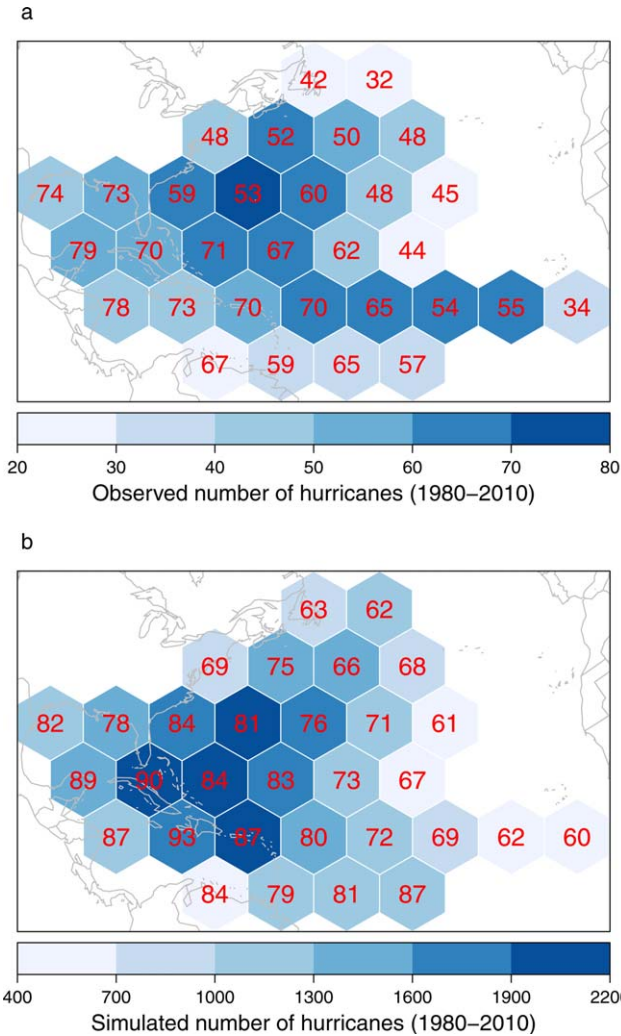 a
42 32
48 52 50 48
74 73 59 53 60 48 45
79 70 71 67 62 44
78 73 70 70 65 54 55 34
67 59 65 57
20 30 40 50 60 70 80
Observed number of hurricanes (1980−2010)
b
63 62
69 75 66 68
82 78 84 81 76 71 61
89 90 84 83 73 67
87 93 87 80 72 69 62 60
84 79 81 87
400 700 1000 1300 1600 1900 2200
Simulated number of hurricanes (1980−2010)